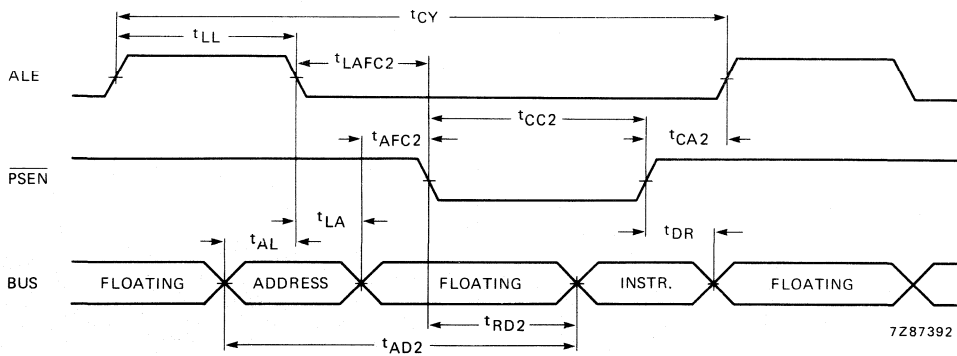 tCY
tLL
tLAFC2
ALE
tCC2
tAFC2
tCA2
PSEN
tLA
tAL
tDR
BUS
FLOATING
ADDRESS
FLOATING
INSTR.
FLOATING
tRD2
7Z87392
tAD2